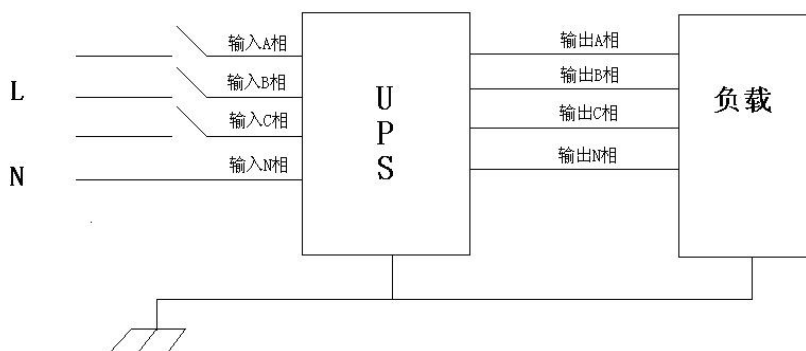 输入A相
输出A相
L
输入B相
输出B相
输入C相
输出C相
N
输入N相
输出N相
U
P
S
负载